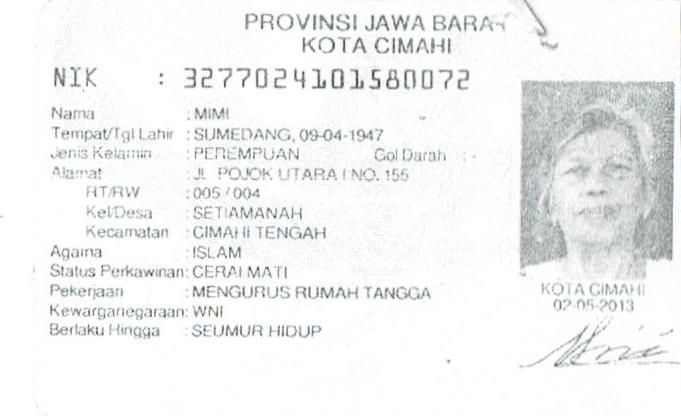 PROVINSI JAWA BARAT
KOTA CIMAHI
NIK : 3277024101580072
Nama : MIMI
Tempat/Tgl Lahir : SUMEDANG, 09-04-1947
Jenis Kelamin : PEREMPUAN Gol Darah : -
Alamat : JL. POJOK UTARA I NO. 155
RT/RW : 005 / 004
Kel/Desa : SETIAMANAH
Kecamatan : CIMAHI TENGAH
Agama : ISLAM
Status Perkawinan: CERAI MATI
Pekerjaan : MENGURUS RUMAH TANGGA
Kewarganegaraan: WNI
Berlaku Hingga : SEUMUR HIDUP
KOTA CIMAHI
02-05-2013